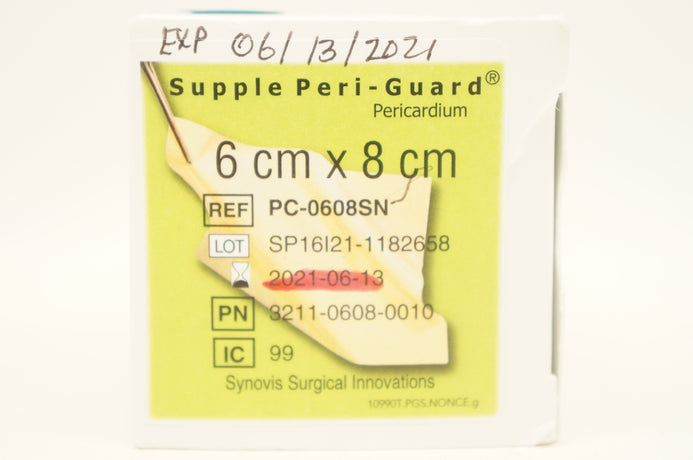 EXP 06/13/2021
Supple Peri-Guard®
Pericardium
6 cm x 8 cm
REF PC-0608SN
LOT SP16I21-1182658
2021-06-13
PN 3211-0608-0010
IC 99
Synovis Surgical Innovations
10990T.PGS.NONCE.g